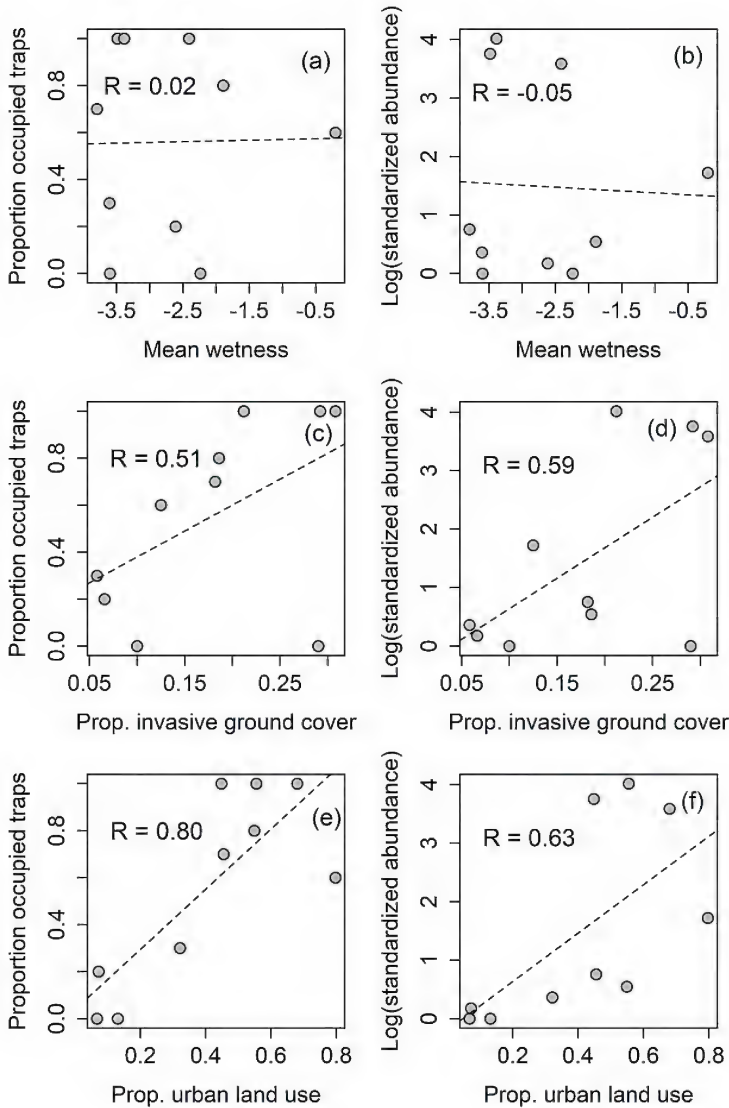 Proportion occupied traps
0.0 0.4 0.8
(a)
R = 0.02
-3.5 -2.5 -1.5 -0.5
Mean wetness
Log(standardized abundance)
0 1 2 3 4
(b)
R = -0.05
-3.5 -2.5 -1.5 -0.5
Mean wetness
Proportion occupied traps
0.0 0.4 0.8
(c)
R = 0.51
0.05 0.15 0.25
Prop. invasive ground cover
Log(standardized abundance)
0 1 2 3 4
(d)
R = 0.59
0.05 0.15 0.25
Prop. invasive ground cover
Proportion occupied traps
0.0 0.4 0.8
(e)
R = 0.80
0.2 0.4 0.6 0.8
Prop. urban land use
Log(standardized abundance)
0 1 2 3 4
(f)
R = 0.63
0.2 0.4 0.6 0.8
Prop. urban land use